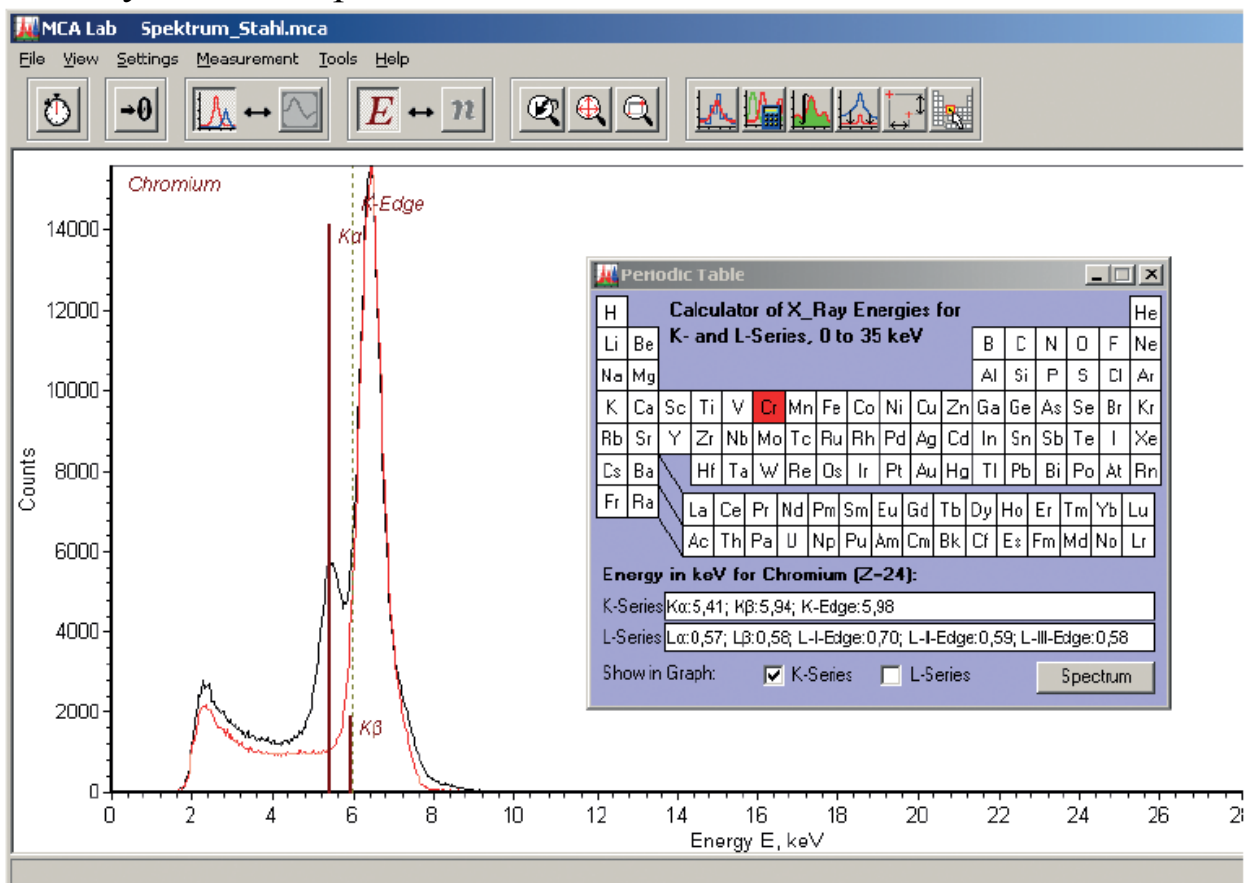 MCA Lab Spektrum_Stahl.mca
File View Settings Measurement Tools Help
→0 E ↔ n
Chromium
K-Edge
Kα
Kβ
14000
12000
10000
8000
6000
4000
2000
0
Counts
0 2 4 6 8 10 12 14 16 18 20 22 24 26
Energy E, keV
Periodic Table
Calculator of X_Ray Energies for
K- and L-Series, 0 to 35 keV
H He
Li Be B C N O F Ne
Na Mg Al Si P S Cl Ar
K Ca Sc Ti V Cr Mn Fe Co Ni Cu Zn Ga Ge As Se Br Kr
Rb Sr Y Zr Nb Mo Tc Ru Rh Pd Ag Cd In Sn Sb Te I Xe
Cs Ba Hf Ta W Re Os Ir Pt Au Hg Tl Pb Bi Po At Rn
Fr Ra La Ce Pr Nd Pm Sm Eu Gd Tb Dy Ho Er Tm Yb Lu
Ac Th Pa U Np Pu Am Cm Bk Cf Es Fm Md No Lr
Energy in keV for Chromium (Z=24):
K-Series Kα:5,41; Kβ:5,94; K-Edge:5,98
L-Series Lα:0,57; Lβ:0,58; L-I-Edge:0,70; L-II-Edge:0,59; L-III-Edge:0,58
Show in Graph: K-Series L-Series Spectrum